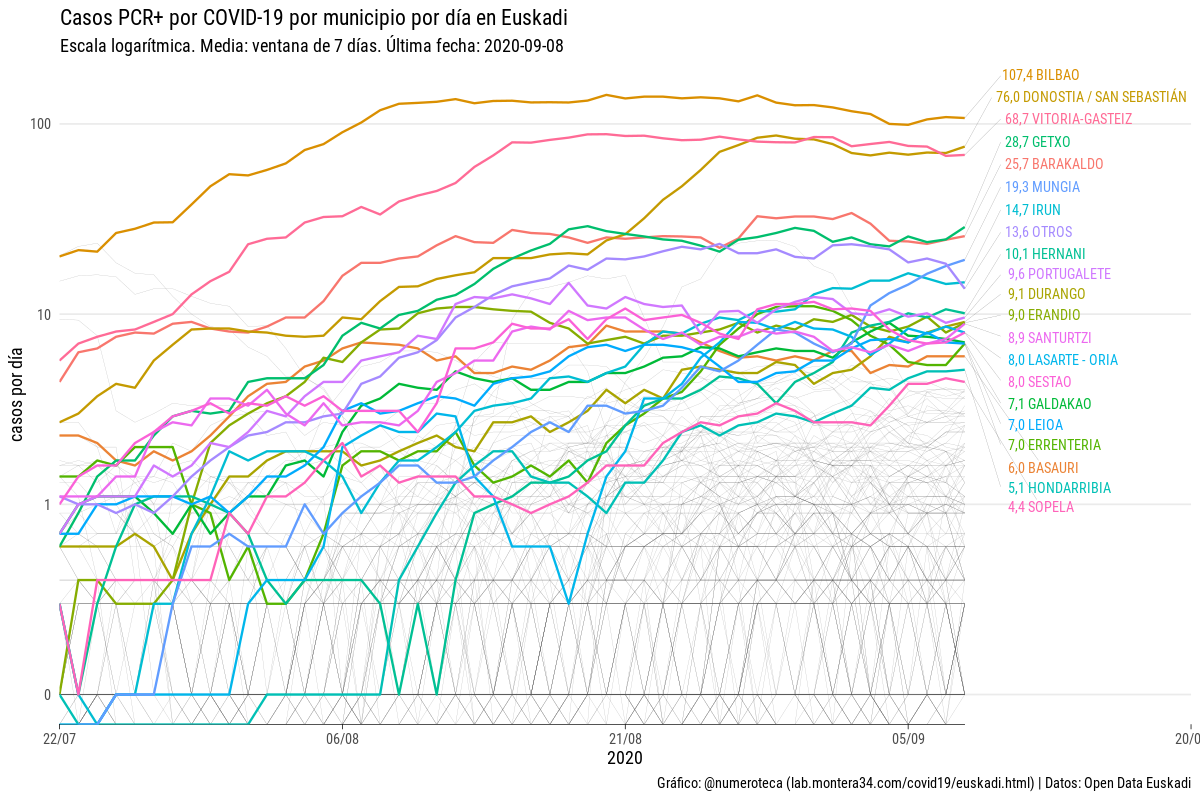 Casos PCR+ por COVID-19 por municipio por día en Euskadi
Escala logarítmica. Media: ventana de 7 días. Última fecha: 2020-09-08
107,4 BILBAO
76,0 DONOSTIA / SAN SEBASTIÁN
68,7 VITORIA-GASTEIZ
28,7 GETXO
25,7 BARAKALDO
19,3 MUNGIA
14,7 IRUN
13,6 OTROS
10,1 HERNANI
9,6 PORTUGALETE
9,1 DURANGO
9,0 ERANDIO
8,9 SANTURTZI
8,0 LASARTE - ORIA
8,0 SESTAO
7,1 GALDAKAO
7,0 LEIOA
7,0 ERRENTERIA
6,0 BASAURI
5,1 HONDARRIBIA
4,4 SOPELA
casos por día
100
10
1
0
22/07
06/08
21/08
05/09
20/0
2020
Gráfico: @numeroteca (lab.montera34.com/covid19/euskadi.html) | Datos: Open Data Euskadi